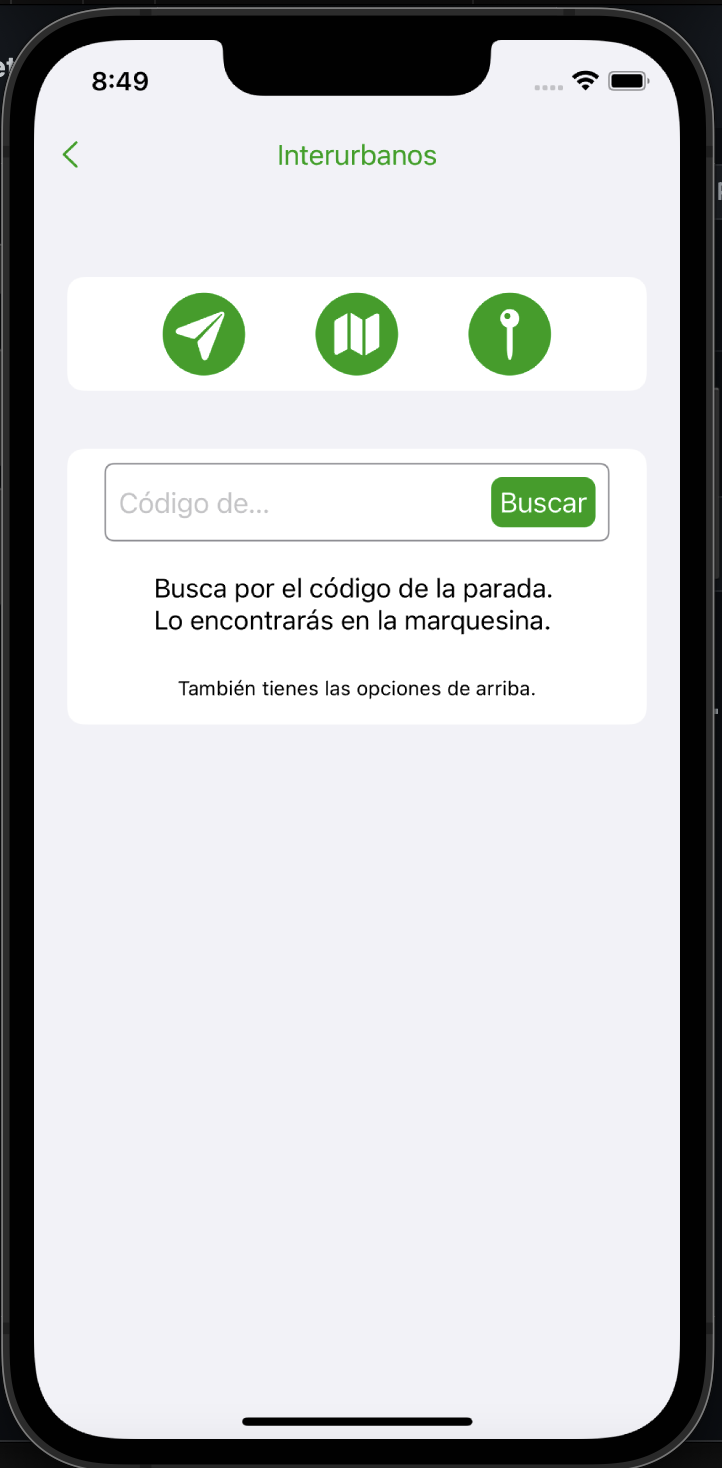 8:49
Interurbanos
Código de...
Buscar
Busca por el código de la parada.
Lo encontrarás en la marquesina.
También tienes las opciones de arriba.